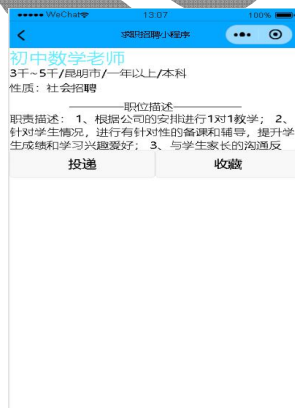 WeChat
13:07
100%
求职招聘小程序
初中数学老师
3千~5千/昆明市/一年以上/本科
性质：社会招聘
职位描述
职责描述： 1、根据公司的安排进行1对1教学； 2、
针对学生情况，进行有针对性的备课和辅导，提升学
生成绩和学习兴趣爱好； 3、与学生家长的沟通反
投递
收藏